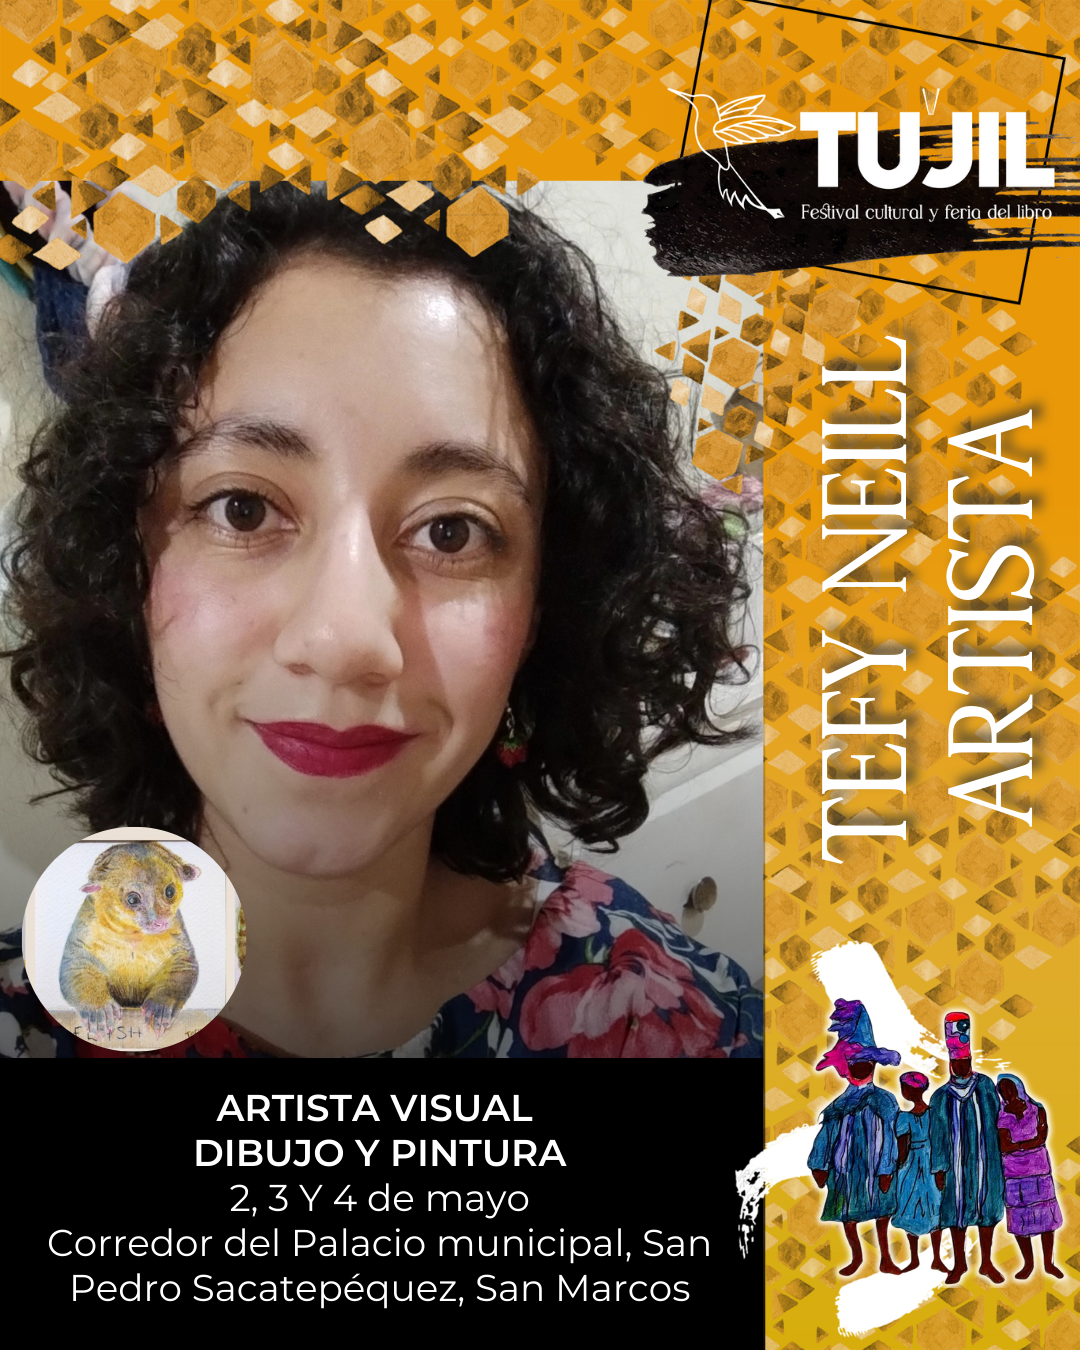 TUJIL
Festival cultural y feria del libro
TEFY NEILL
ARTISTA
FLYSH
ARTISTA VISUAL
DIBUJO Y PINTURA
2, 3 Y 4 de mayo
Corredor del Palacio municipal, San
Pedro Sacatepéquez, San Marcos